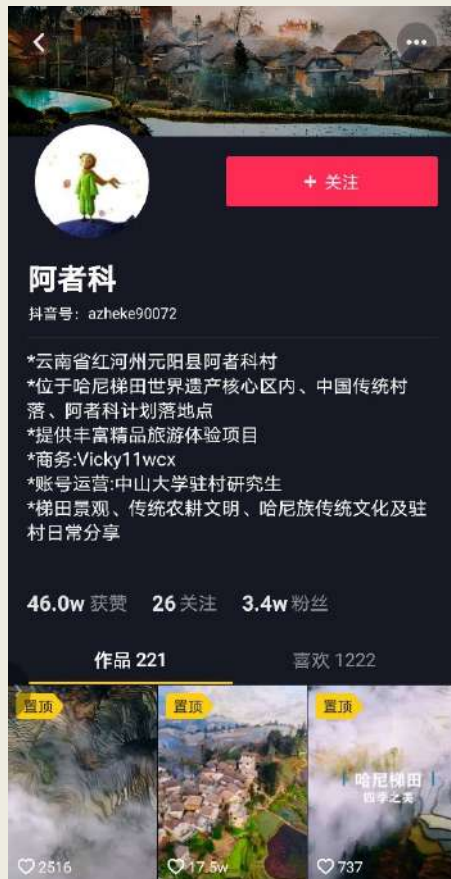 + 关注
阿者科
抖音号：azheke90072
*云南省红河州元阳县阿者科村
*位于哈尼梯田世界遗产核心区内、中国传统村
落、阿者科计划落地点
*提供丰富精品旅游体验项目
*商务:Vicky11wcx
*账号运营:中山大学驻村研究生
*梯田景观、传统农耕文明、哈尼族传统文化及驻
村日常分享
46.0w 获赞 26 关注 3.4w 粉丝
作品 221 喜欢 1222
置顶 置顶 置顶
哈尼梯田
四季之美
2516 17.5w 737